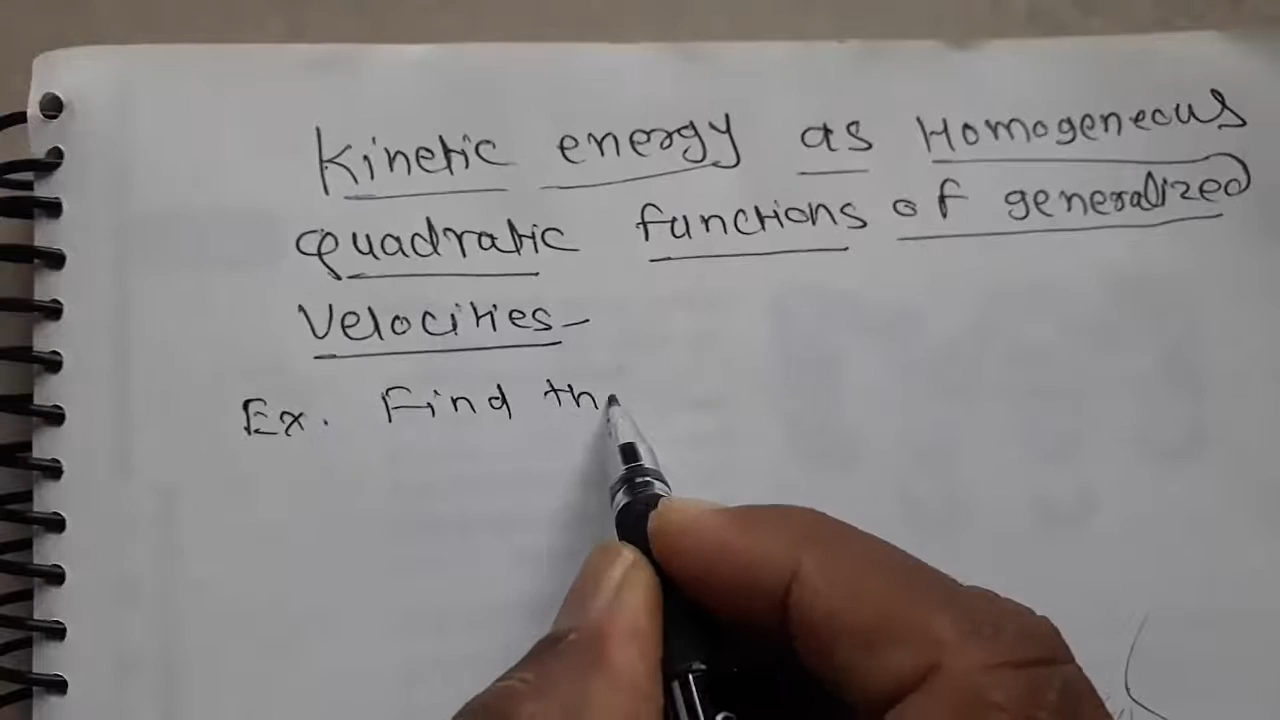 Kinetic energy as Homogeneous
quadratic functions of generalized
Velocities-
Ex. Find th